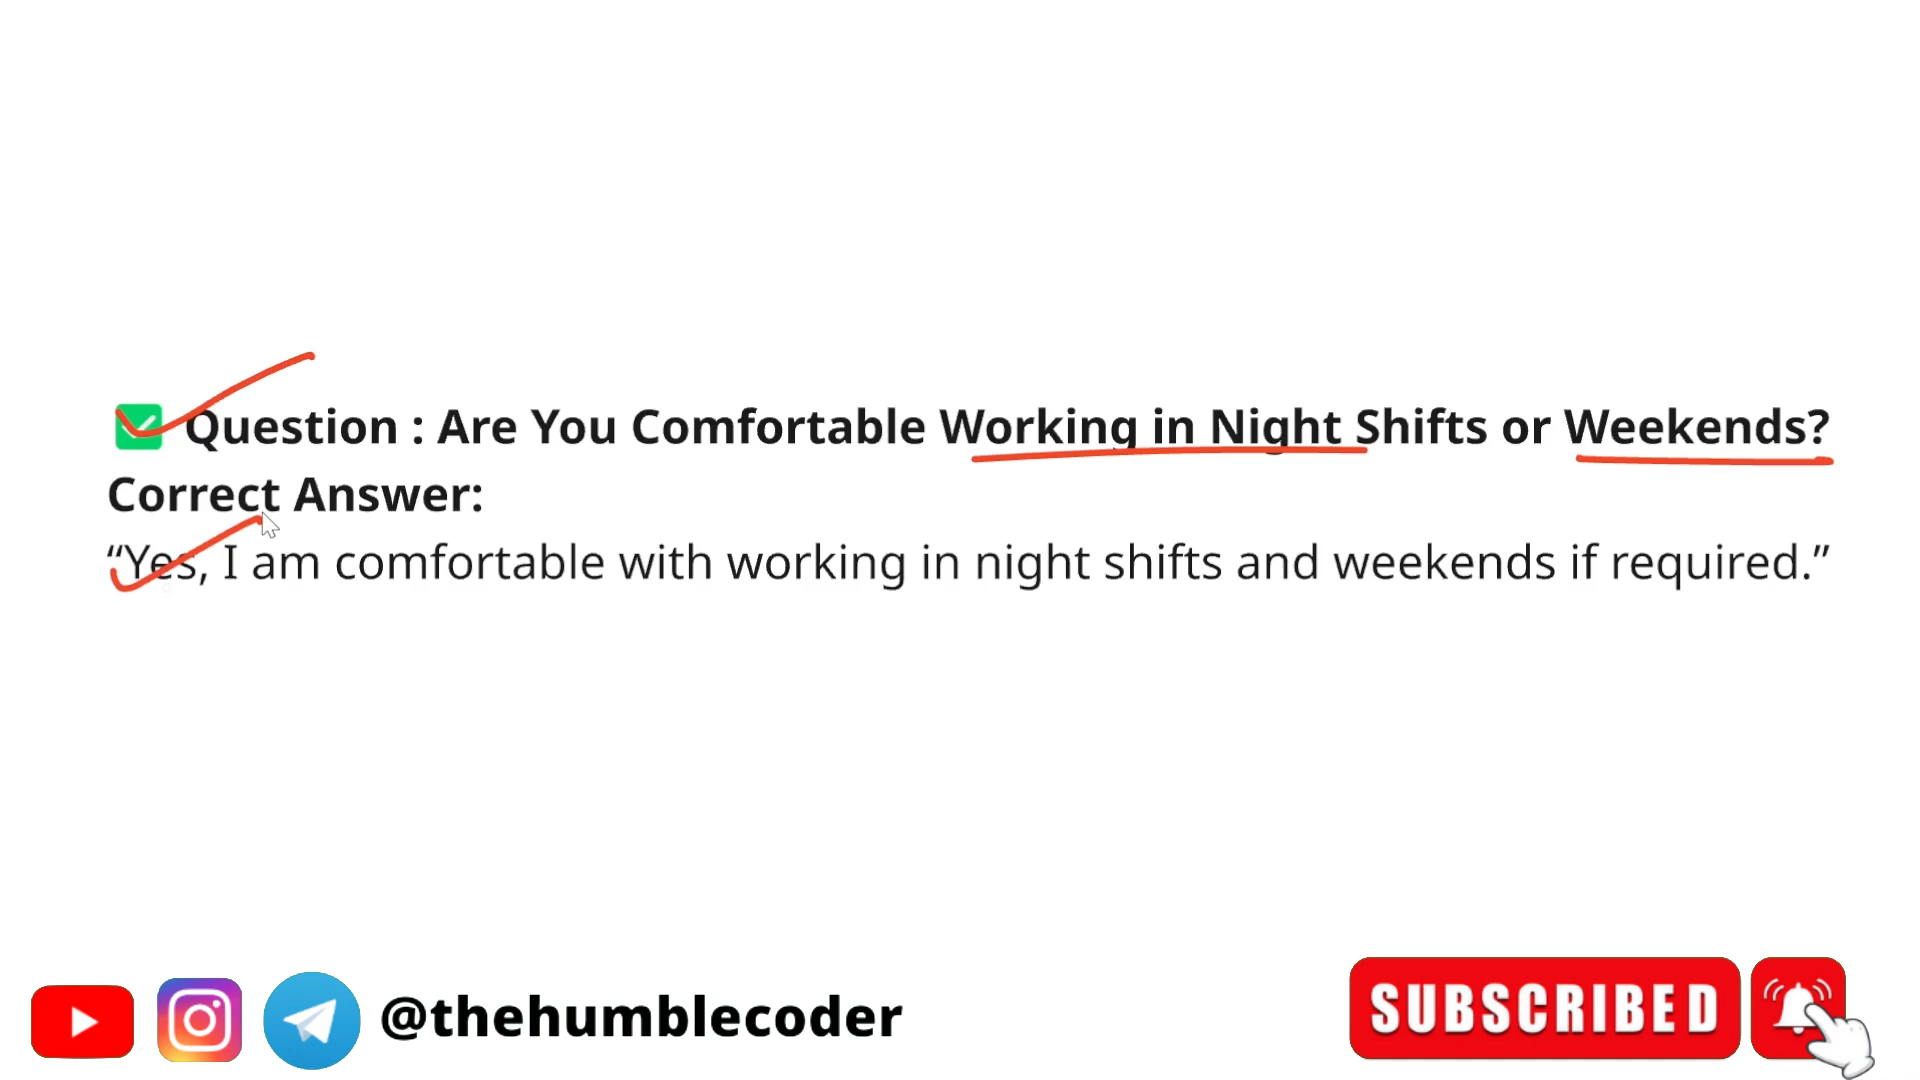 ✅ Question : Are You Comfortable Working in Night Shifts or Weekends?
Correct Answer:
“Yes, I am comfortable with working in night shifts and weekends if required.”
@thehumblecoder
SUBSCRIBED